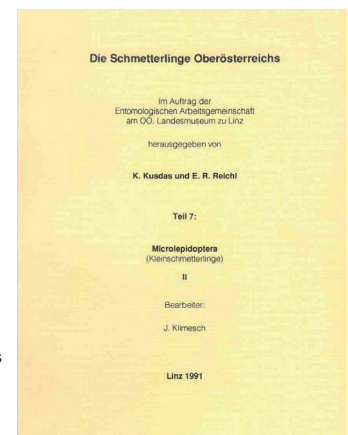 Die Schmetterlinge Oberösterreichs
Im Auftrag der
Entomologischen Arbeitsgemeinschaft
am OÖ. Landesmuseum zu Linz
herausgegeben von
K. Kusdas und E. R. Reichl
Teil 7:
Microlepidoptera
(Kleinschmetterlinge)
II
Bearbeiter:
J. Klimesch
Linz 1991
s